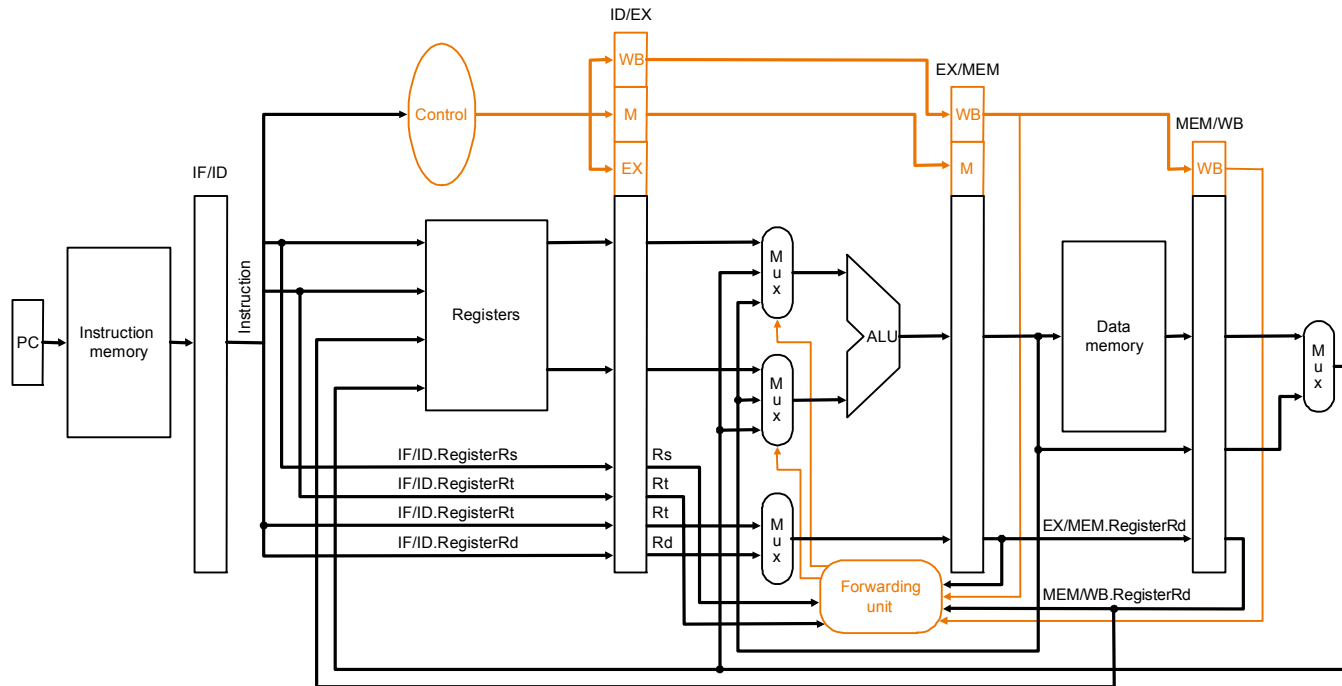 ID/EX
WB
EX/MEM
Control
M
WB
MEM/WB
EX
M
WB
IF/ID
PC
Instruction
memory
Instruction
Registers
M
u
x
M
u
x
ALU
Data
memory
M
u
x
IF/ID.RegisterRs
Rs
IF/ID.RegisterRt
Rt
IF/ID.RegisterRt
Rt
IF/ID.RegisterRd
Rd
M
u
x
EX/MEM.RegisterRd
Forwarding
unit
MEM/WB.RegisterRd